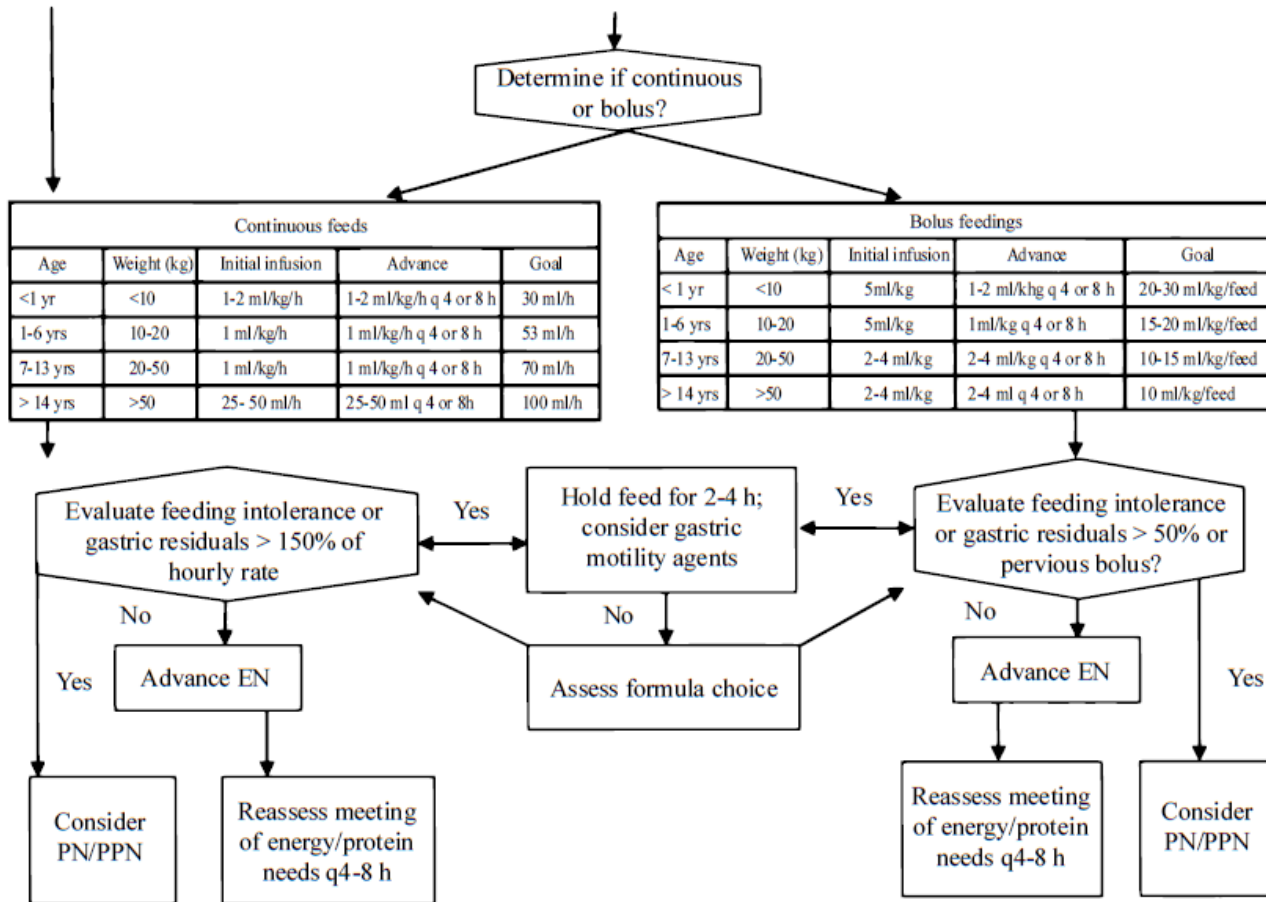 Determine if continuous
or bolus?
Continuous feeds
Age Weight (kg) Initial infusion Advance Goal
<1 yr <10 1-2 ml/kg/h 1-2 ml/kg/h q 4 or 8 h 30 ml/h
1-6 yrs 10-20 1 ml/kg/h 1 ml/kg/h q 4 or 8 h 53 ml/h
7-13 yrs 20-50 1 ml/kg/h 1 ml/kg/h q 4 or 8 h 70 ml/h
> 14 yrs >50 25- 50 ml/h 25-50 ml q 4 or 8h 100 ml/h
Bolus feedings
Age Weight (kg) Initial infusion Advance Goal
< 1 yr <10 5ml/kg 1-2 ml/khg q 4 or 8 h 20-30 ml/kg/feed
1-6 yrs 10-20 5ml/kg 1ml/kg q 4 or 8 h 15-20 ml/kg/feed
7-13 yrs 20-50 2-4 ml/kg 2-4 ml/kg q 4 or 8 h 10-15 ml/kg/feed
> 14 yrs >50 2-4 ml/kg 2-4 ml q 4 or 8 h 10 ml/kg/feed
Evaluate feeding intolerance or
gastric residuals > 150% of
hourly rate
Yes
Hold feed for 2-4 h;
consider gastric
motility agents
Yes
Evaluate feeding intolerance
or gastric residuals > 50% or
pervious bolus?
No
Advance EN
Yes
No
Assess formula choice
No
Advance EN
Yes
Consider
PN/PPN
Reassess meeting
of energy/protein
needs q4-8 h
Reassess meeting
of energy/protein
needs q4-8 h
Consider
PN/PPN